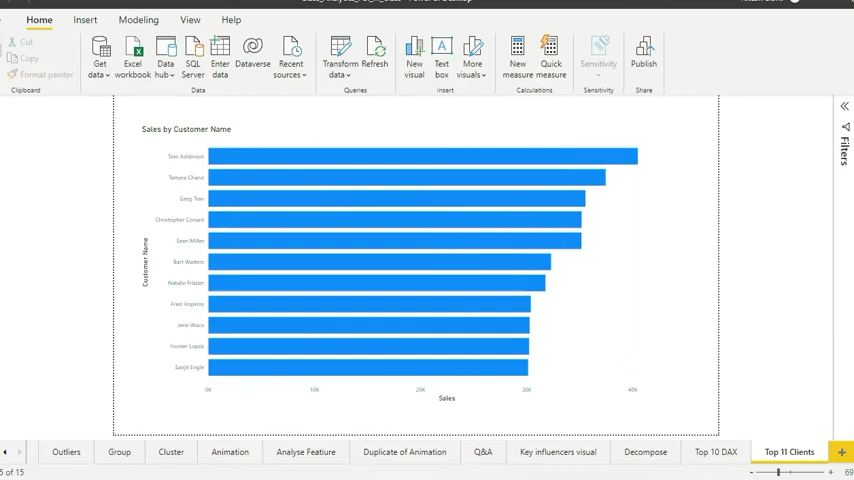 Home Insert Modeling View Help
Cut
Copy
Format painter
Get data
Excel workbook
Data hub
SQL Server
Enter data
Dataverse
Recent sources
Transform data
Refresh
New visual
Text box
More visuals
New measure
Quick measure
Sensitivity
Publish
Clipboard Data Queries Insert Calculations Sensitivity Share
Filters
Sales by Customer Name
Customer Name
Tom Ashbrook
Tamara Chand
Greg Tran
Christopher Conant
Sean Miller
Bart Watters
Natalie Fritzler
Fred Hopkins
Jane Waco
Hunter Lopez
Sanjit Engle
0K 10K 20K 30K 40K
Sales
Outliers Group Cluster Animation Analyse Feature Duplicate of Animation Q&A Key influencers visual Decompose Top 10 DAX Top 11 Clients +
5 of 15 - + 69